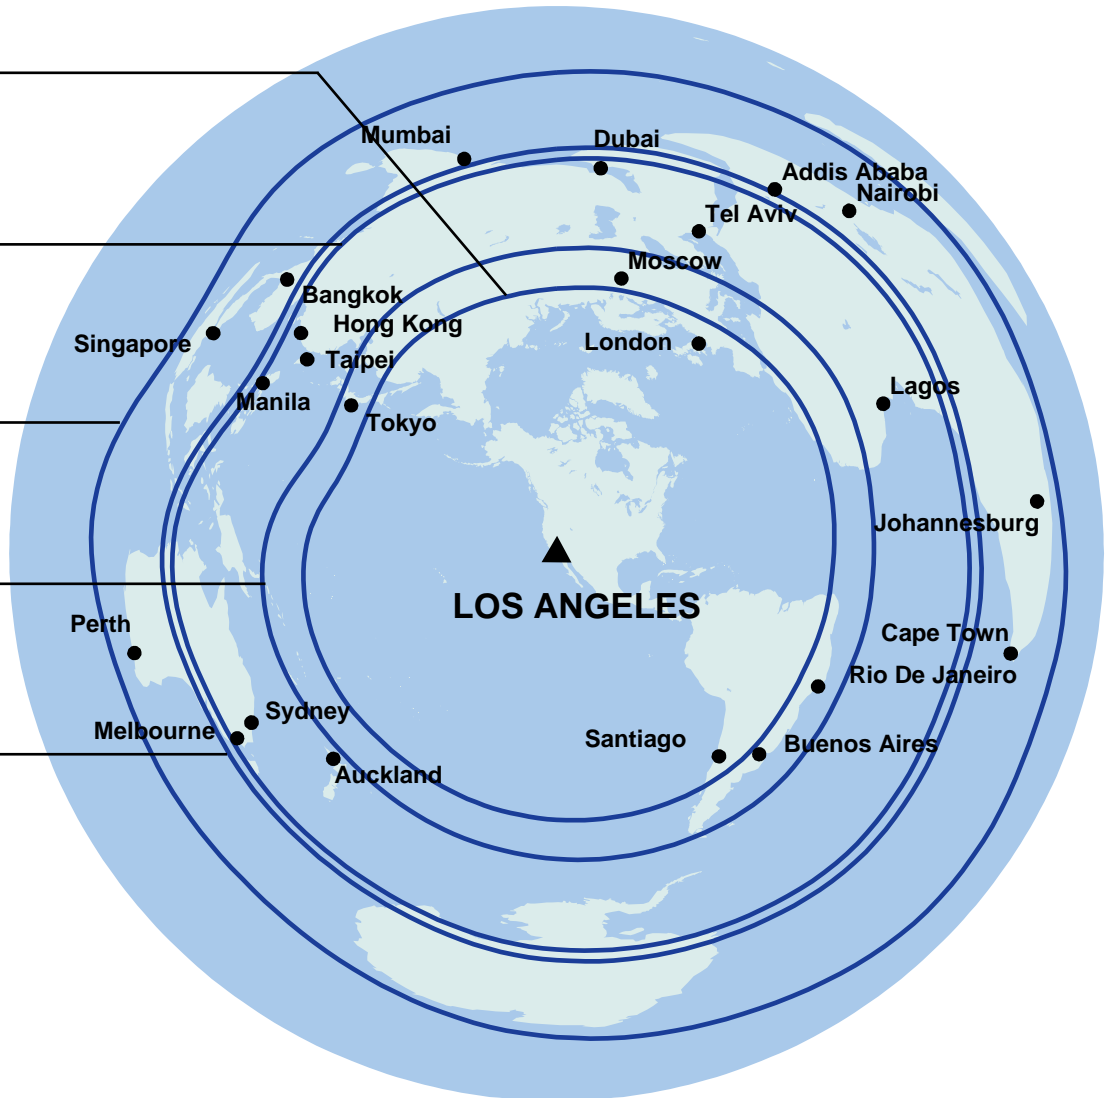 Mumbai
Dubai
Addis Ababa
Nairobi
Tel Aviv
Moscow
Bangkok
Hong Kong
Singapore
London
Taipei
Lagos
Manila
Tokyo
Johannesburg
LOS ANGELES
Perth
Cape Town
Rio De Janeiro
Sydney
Melbourne
Santiago
Buenos Aires
Auckland